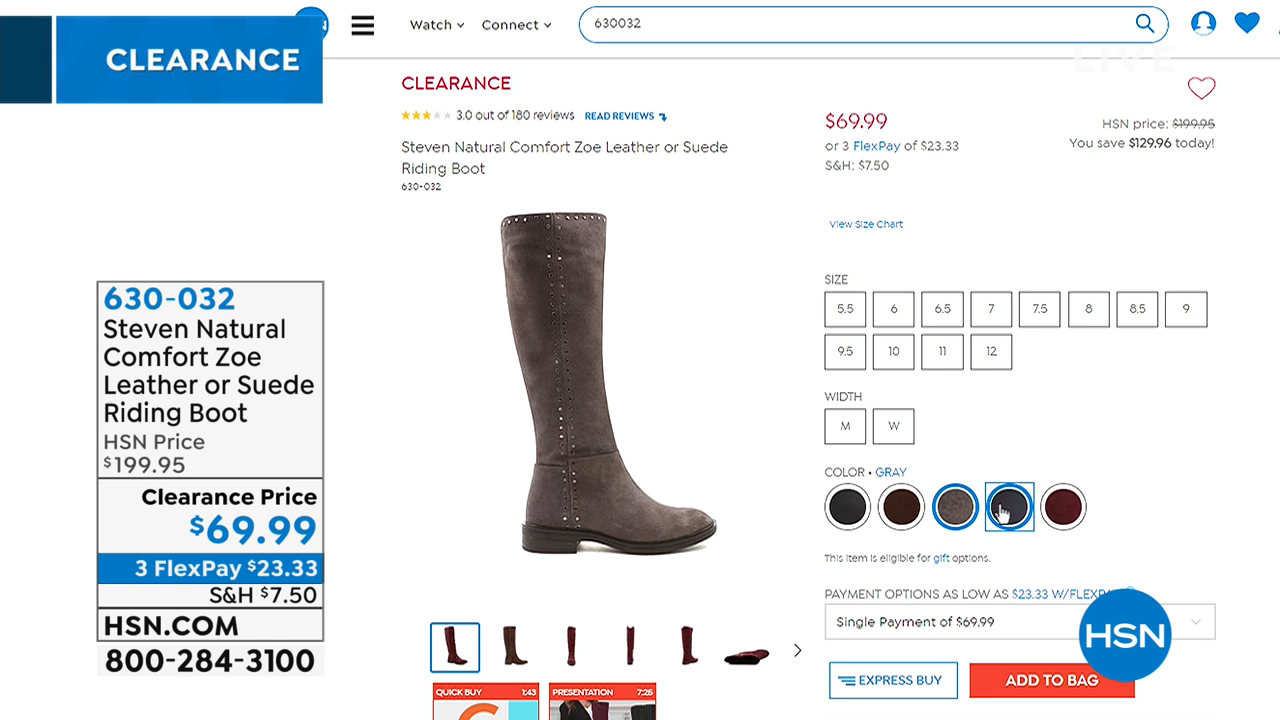 CLEARANCE
Watch
Connect
630032
LIVE
CLEARANCE
3.0 out of 180 reviews READ REVIEWS
Steven Natural Comfort Zoe Leather or Suede
Riding Boot
630-032
$69.99
or 3 FlexPay of $23.33
S&H: $7.50
HSN price: $199.95
You save $129.96 today!
View Size Chart
SIZE
5.5 6 6.5 7 7.5 8 8.5 9
9.5 10 11 12
WIDTH
M W
COLOR • GRAY
This item is eligible for gift options.
PAYMENT OPTIONS AS LOW AS $23.33 W/FLEXPAY
Single Payment of $69.99
EXPRESS BUY
ADD TO BAG
HSN
QUICK BUY 1:43
PRESENTATION 7:25
630-032
Steven Natural
Comfort Zoe
Leather or Suede
Riding Boot
HSN Price
$199.95
Clearance Price
$69.99
3 FlexPay $23.33
S&H $7.50
HSN.COM
800-284-3100